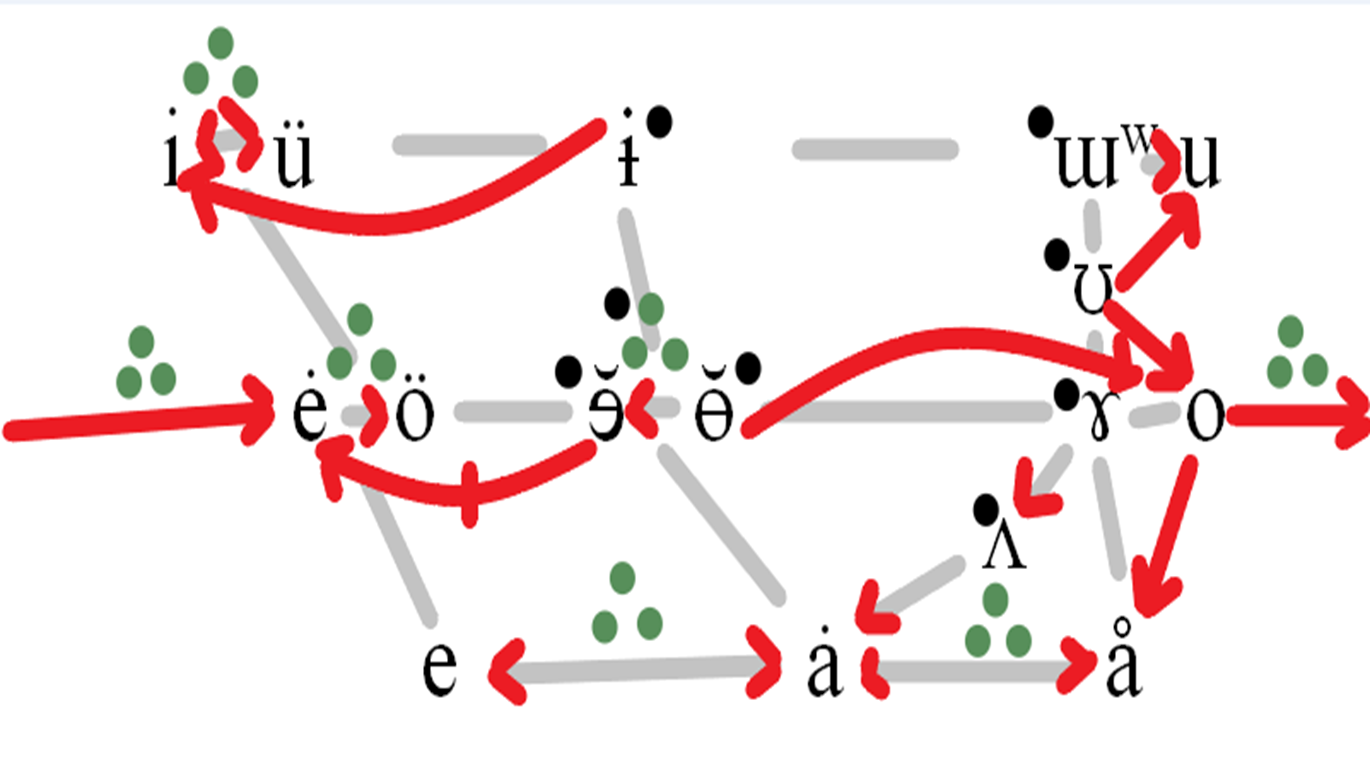 i ü ɨ ɯʷ u
ʊ
ė ö ɘ̆ ɵ̆ ɤ o
Λ
e ȧ å